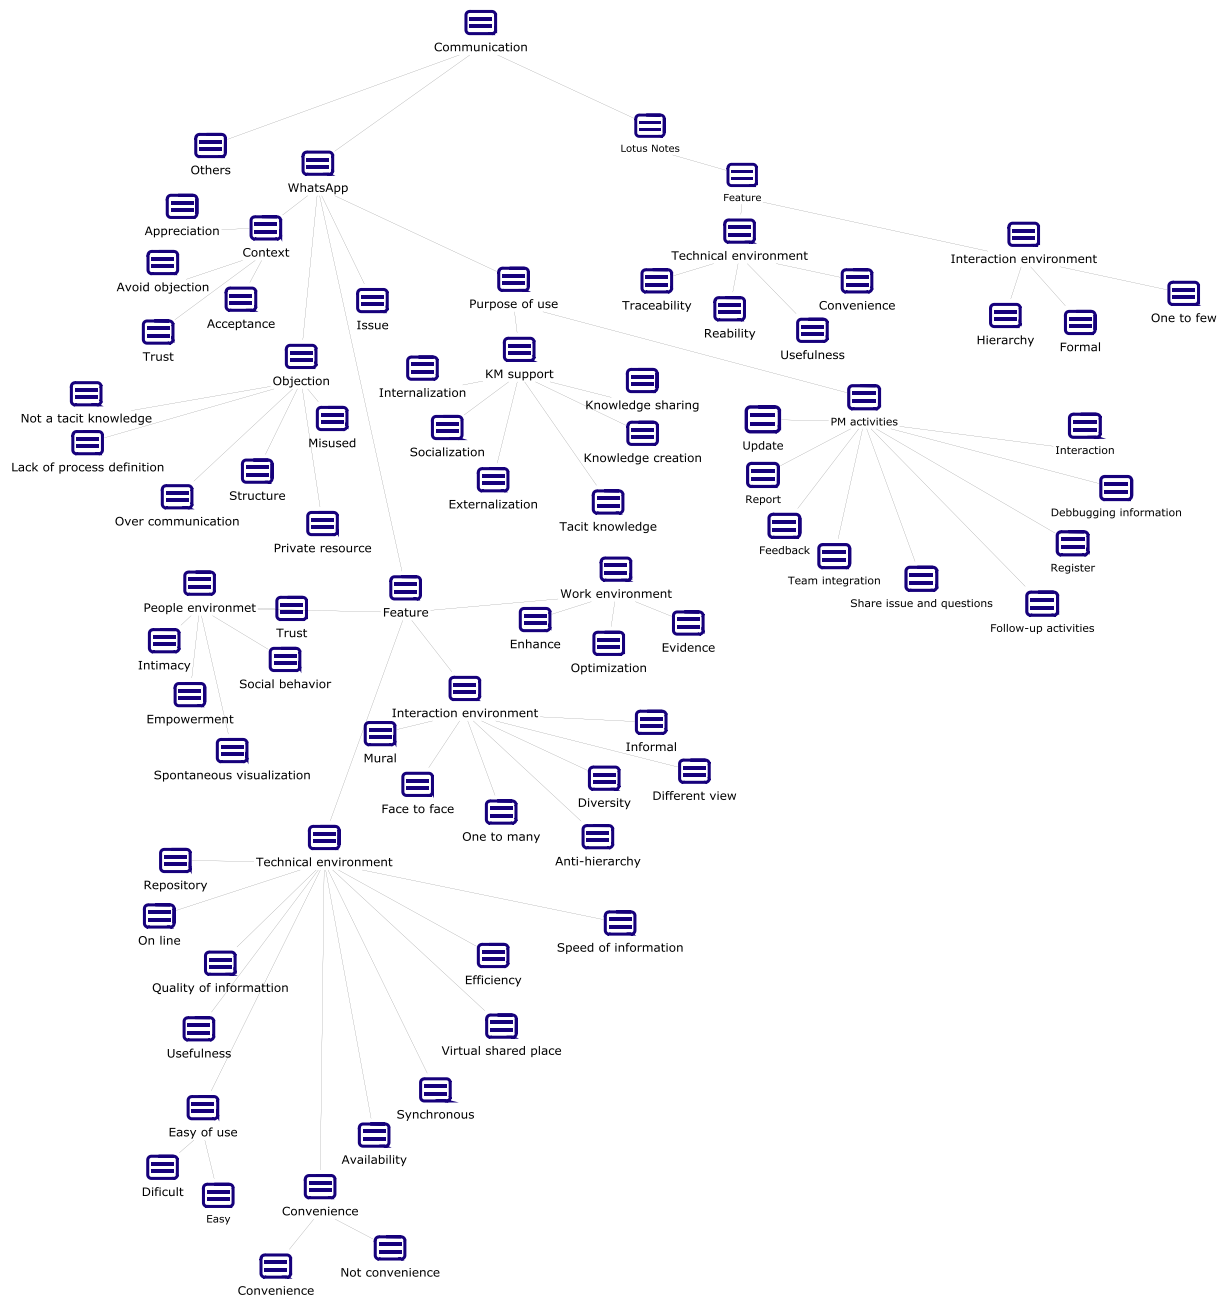 Communication
Lotus Notes
Others
WhatsApp
Feature
Appreciation
Context
Technical environment
Interaction environment
Avoid objection
Acceptance
Issue
Purpose of use
Traceability
Convenience
Reability
Usefulness
Hierarchy
Formal
One to few
Trust
Objection
Internalization
KM support
Knowledge sharing
Not a tacit knowledge
Misused
PM activities
Update
Interaction
Lack of process definition
Socialization
Knowledge creation
Structure
Externalization
Report
Debbugging information
Over communication
Tacit knowledge
Private resource
Feedback
Team integration
Register
Share issue and questions
Follow-up activities
People environmet
Trust
Feature
Work environment
Enhance
Evidence
Intimacy
Optimization
Social behavior
Empowerment
Interaction environment
Informal
Mural
Spontaneous visualization
Face to face
Diversity
Different view
One to many
Anti-hierarchy
Technical environment
Repository
On line
Speed of information
Quality of informattion
Efficiency
Usefulness
Virtual shared place
Synchronous
Easy of use
Availability
Dificult
Easy
Convenience
Not convenience
Convenience